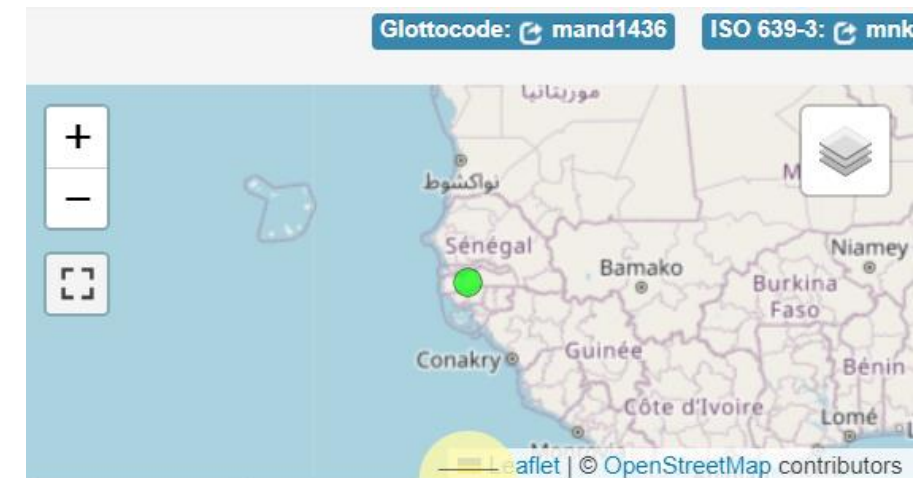 Glottocode: mand1436 ISO 639-3: mnk
موريتانيا
+
نواكشوط
−
Sénégal
Niamey
Bamako
Burkina
Faso
Guinée
Conakry
Bénin
Côte d'Ivoire
Lomé
Leaflet | © OpenStreetMap contributors